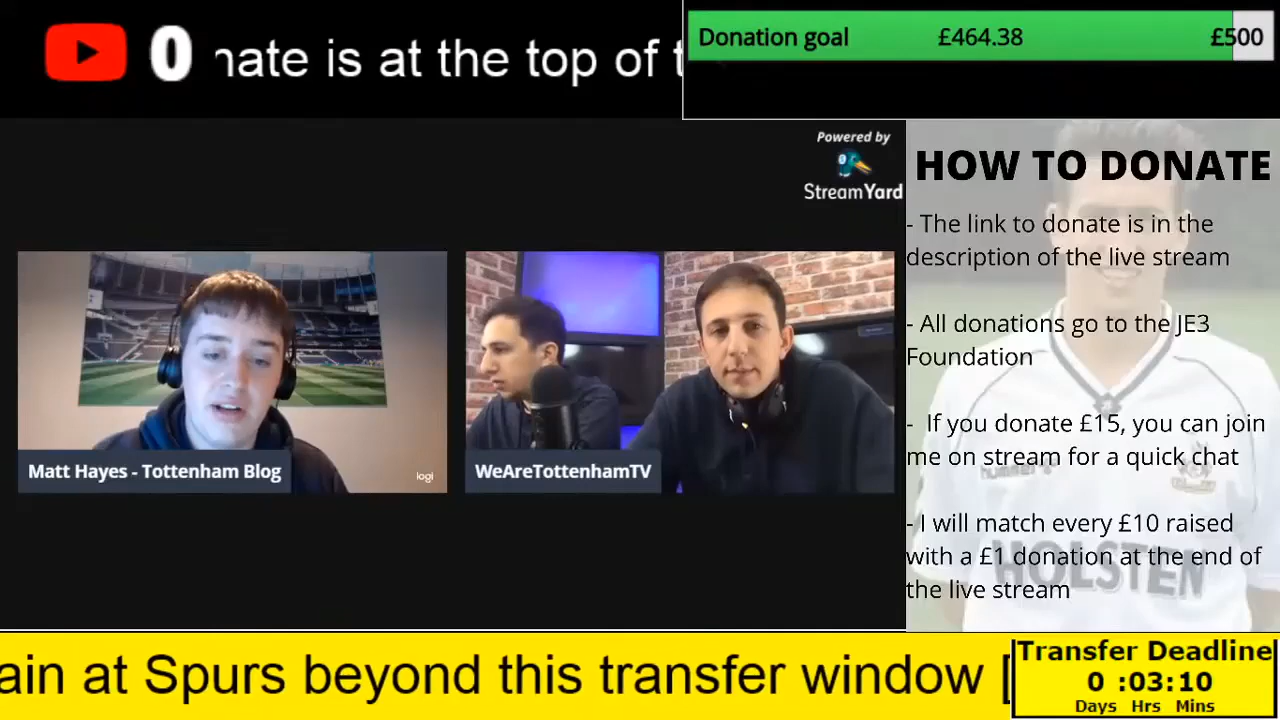 0
nate is at the top of t
Donation goal £464.38 £500
Powered by
StreamYard
HOW TO DONATE
- The link to donate is in the
description of the live stream
- All donations go to the JE3
Foundation
- If you donate £15, you can join
me on stream for a quick chat
- I will match every £10 raised
with a £1 donation at the end of
the live stream
HOLSTEN
Matt Hayes - Tottenham Blog
logi
WeAreTottenhamTV
ain at Spurs beyond this transfer window [
Transfer Deadline
0 :03:10
Days Hrs Mins